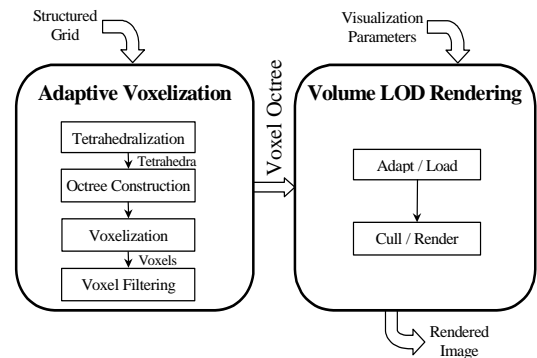 Structured
Grid
Visualization
Parameters
Adaptive Voxelization
Tetrahedralization
Tetrahedra
Octree Construction
Voxelization
Voxels
Voxel Filtering
Voxel Octree
Volume LOD Rendering
Adapt / Load
Cull / Render
Rendered
Image